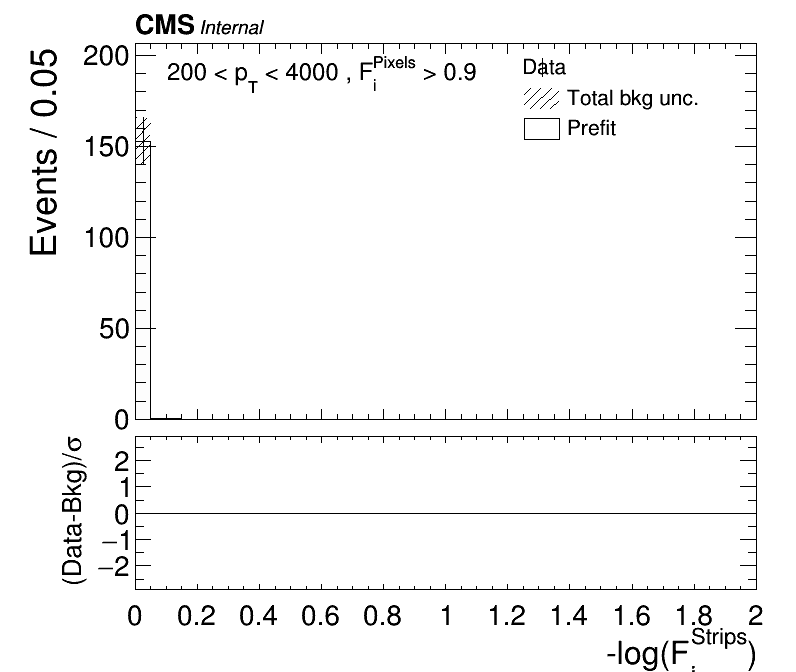 CMS Internal
200 < p_T < 4000 , F_i^Pixels > 0.9
Data
Total bkg unc.
Prefit
Events / 0.05
200
150
100
50
0
(Data-Bkg)/σ
2
1
0
−1
−2
0 0.2 0.4 0.6 0.8 1 1.2 1.4 1.6 1.8 2
-log(F_i^Strips)